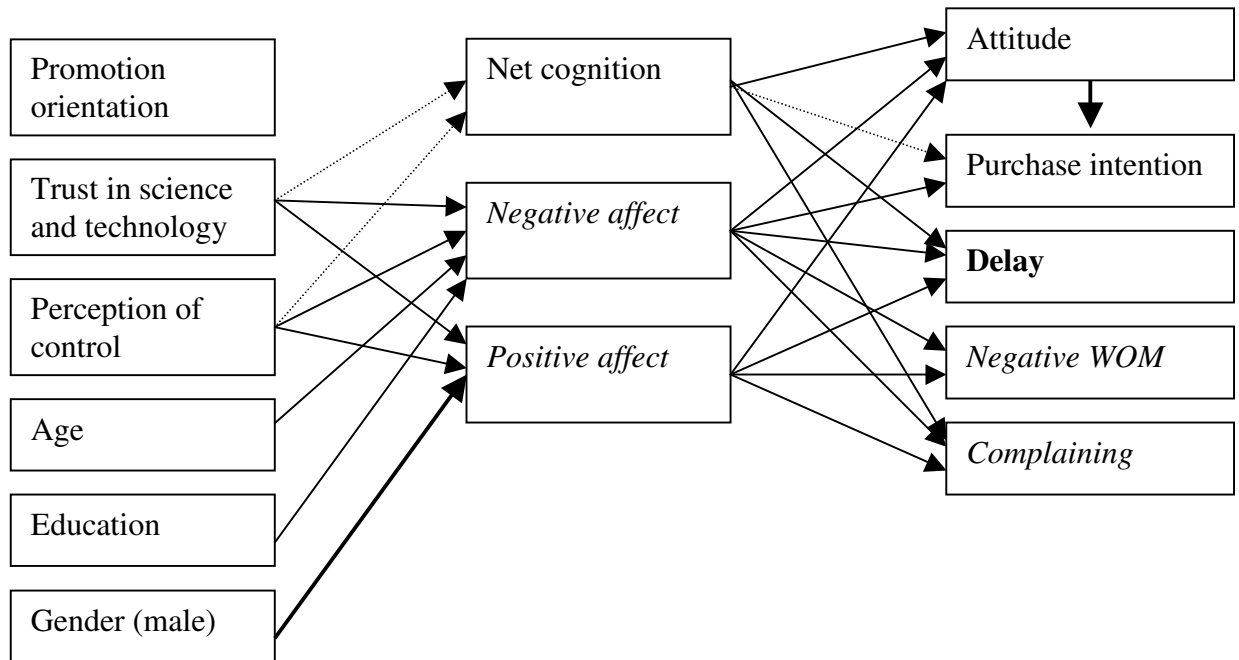 Promotion
orientation
Trust in science
and technology
Perception of
control
Age
Education
Gender (male)
Net cognition
Negative affect
Positive affect
Attitude
Purchase intention
Delay
Negative WOM
Complaining